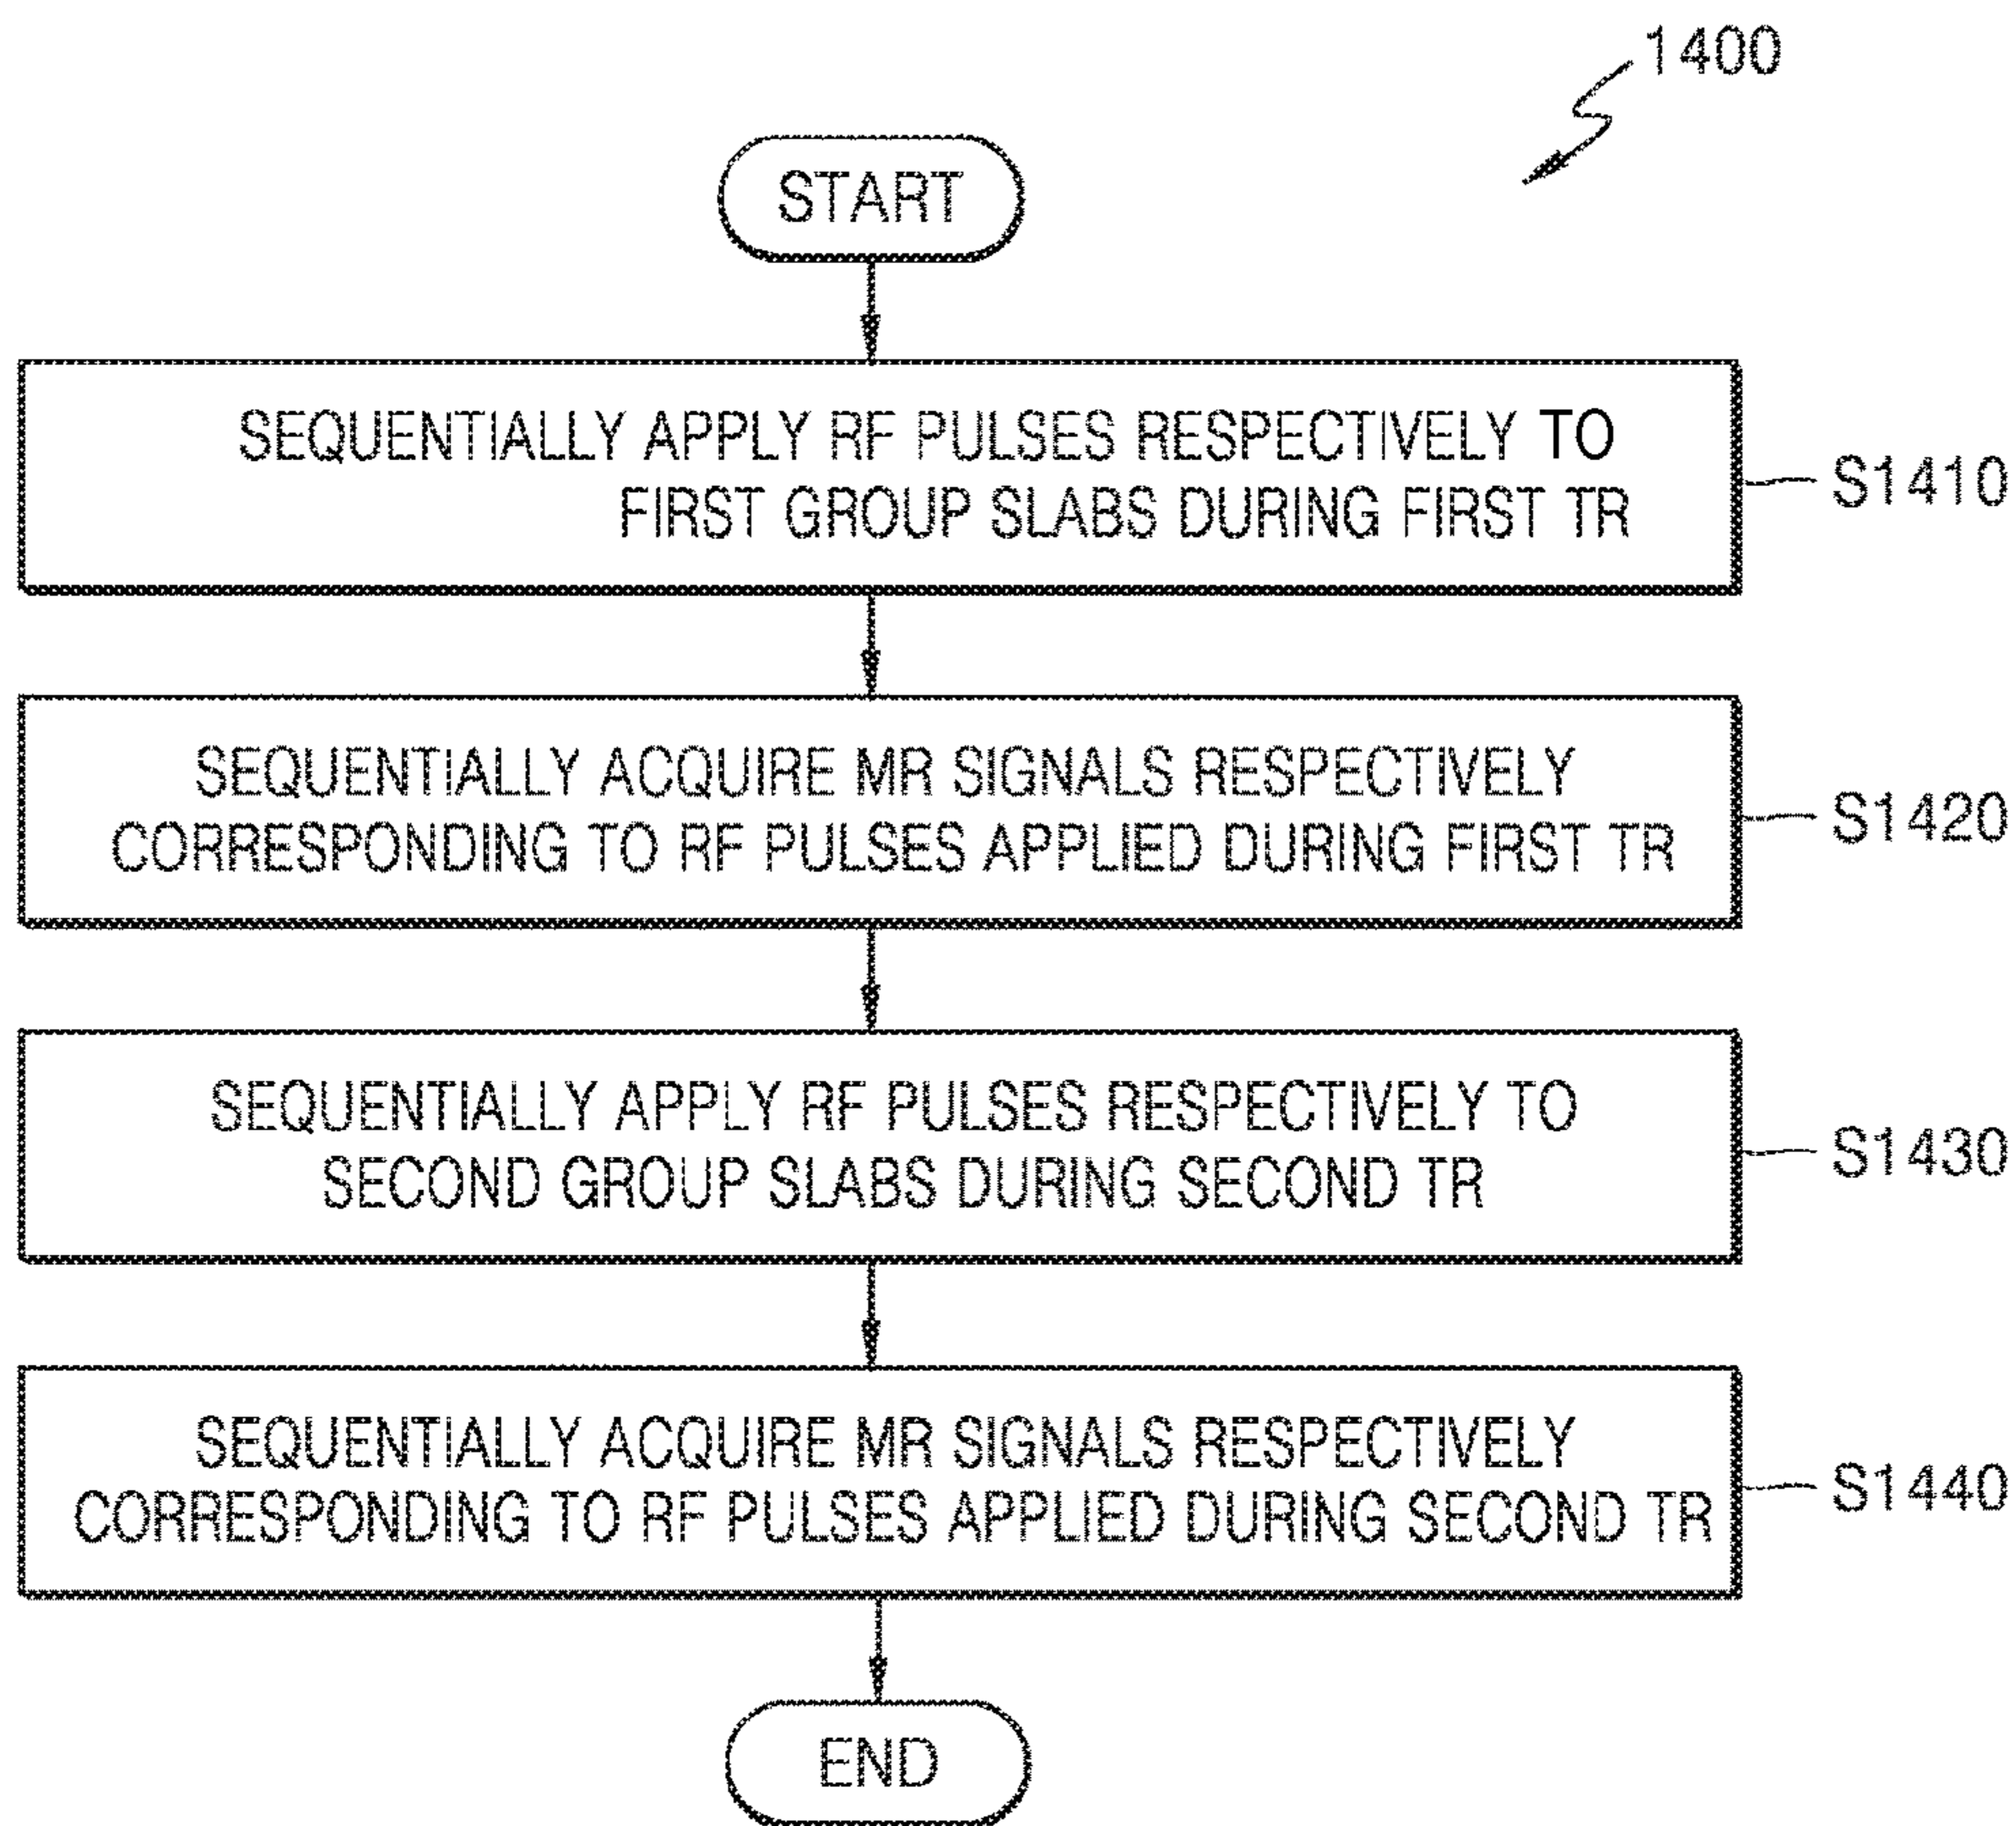 1400
START
SEQUENTIALLY APPLY RF PULSES RESPECTIVELY TO
FIRST GROUP SLABS DURING FIRST TR
S1410
SEQUENTIALLY ACQUIRE MR SIGNALS RESPECTIVELY
CORRESPONDING TO RF PULSES APPLIED DURING FIRST TR
S1420
SEQUENTIALLY APPLY RF PULSES RESPECTIVELY TO
SECOND GROUP SLABS DURING SECOND TR
S1430
SEQUENTIALLY ACQUIRE MR SIGNALS RESPECTIVELY
CORRESPONDING TO RF PULSES APPLIED DURING SECOND TR
S1440
END